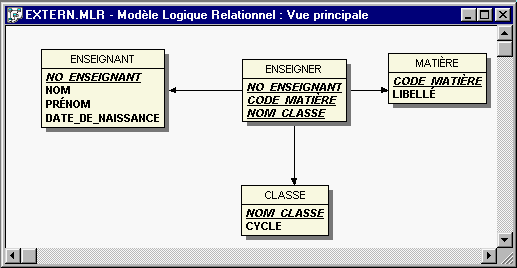 EXTERN.MLR - Modèle Logique Relationnel : Vue principale
ENSEIGNANT
NO_ENSEIGNANT
NOM
PRÉNOM
DATE_DE_NAISSANCE
ENSEIGNER
NO_ENSEIGNANT
CODE_MATIÈRE
NOM_CLASSE
MATIÈRE
CODE_MATIÈRE
LIBELLÉ
CLASSE
NOM_CLASSE
CYCLE